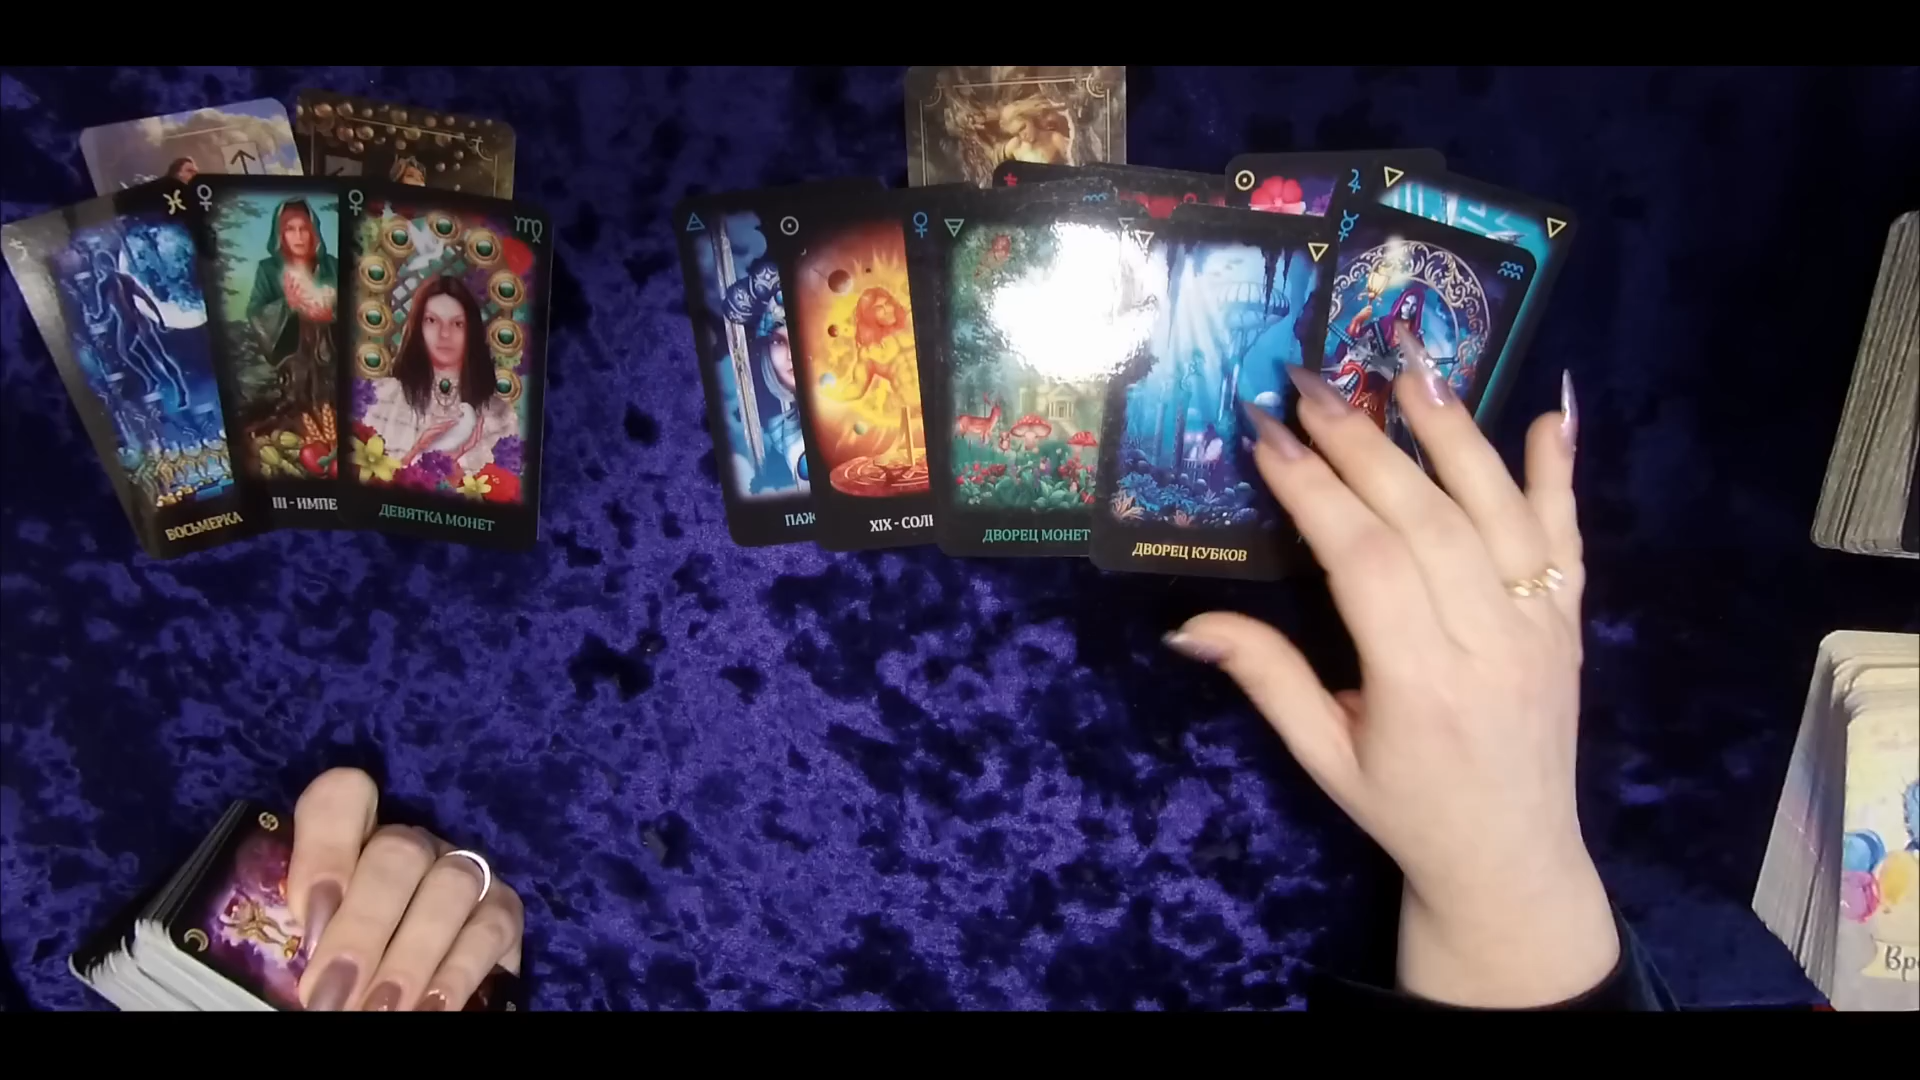 ВОСЬМЕРКА
III - ИМПЕ
ДЕВЯТКА МОНЕТ
ПАЖ
XIX - СОЛ
ДВОРЕЦ МОНЕТ
ДВОРЕЦ КУБКОВ
Вр